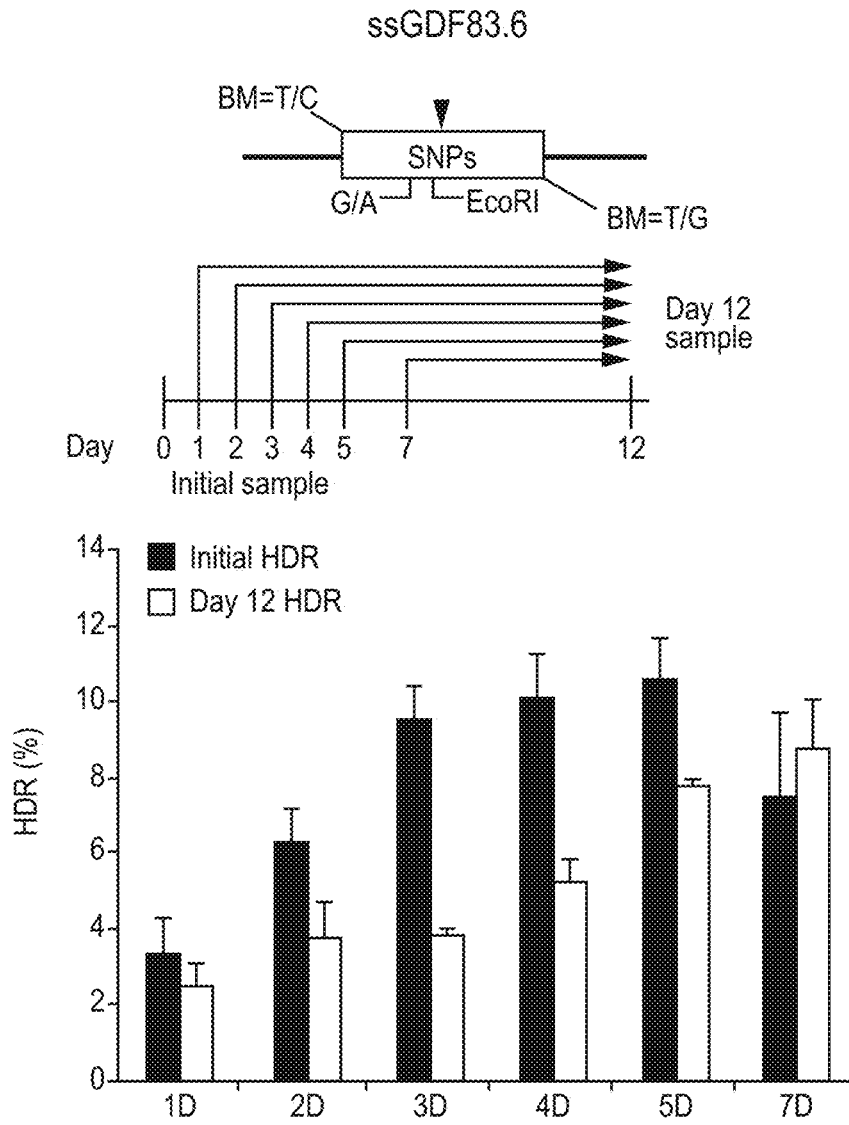 ssGDF83.6
BM=T/C
SNPs
G/A
EcoRI
BM=T/G
Day 12
sample
Day 0 1 2 3 4 5 7 12
Initial sample
14
12
10
8
6
4
2
0
HDR (%)
Initial HDR
Day 12 HDR
1D 2D 3D 4D 5D 7D